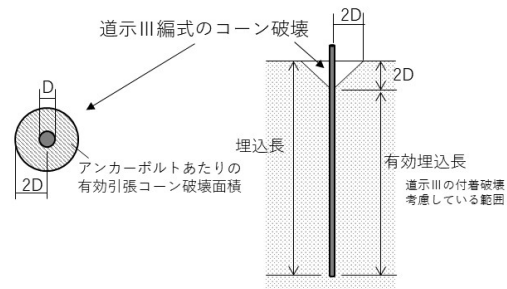 道示Ⅲ編式のコーン破壊
2D
D
2D
埋込長
アンカーボルトあたりの
有効引張コーン破壊面積
2D
有効埋込長
道示Ⅲの付着破壊
考慮している範囲